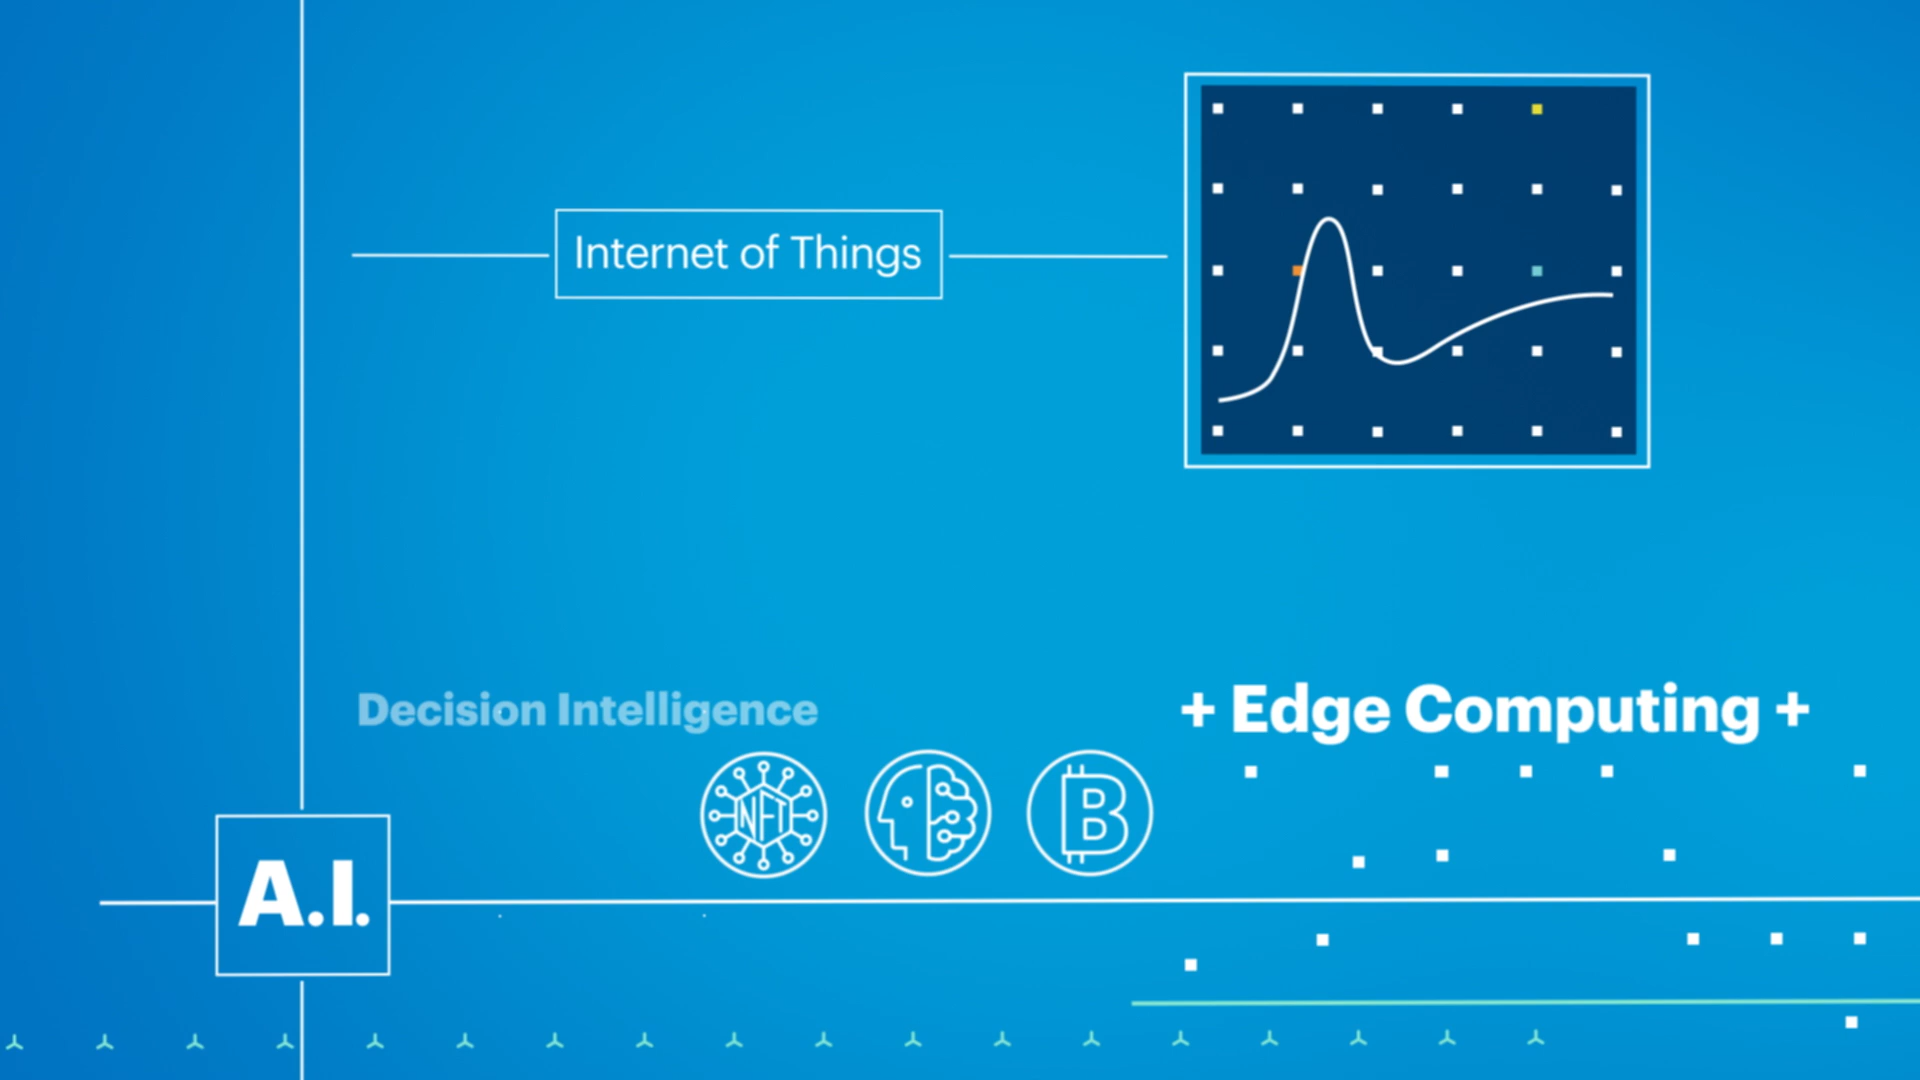 Internet of Things
Decision Intelligence
+ Edge Computing +
NFT
B
A.I.